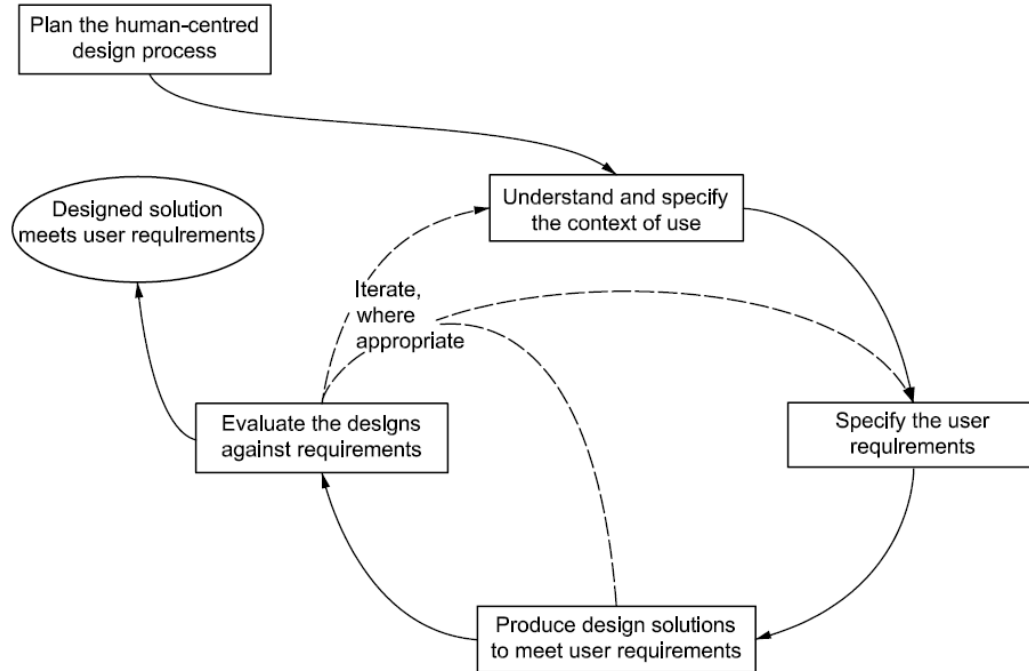 Plan the human-centred
design process
Understand and specify
the context of use
Designed solution
meets user requirements
Iterate,
where
appropriate
Evaluate the designs
against requirements
Specify the user
requirements
Produce design solutions
to meet user requirements